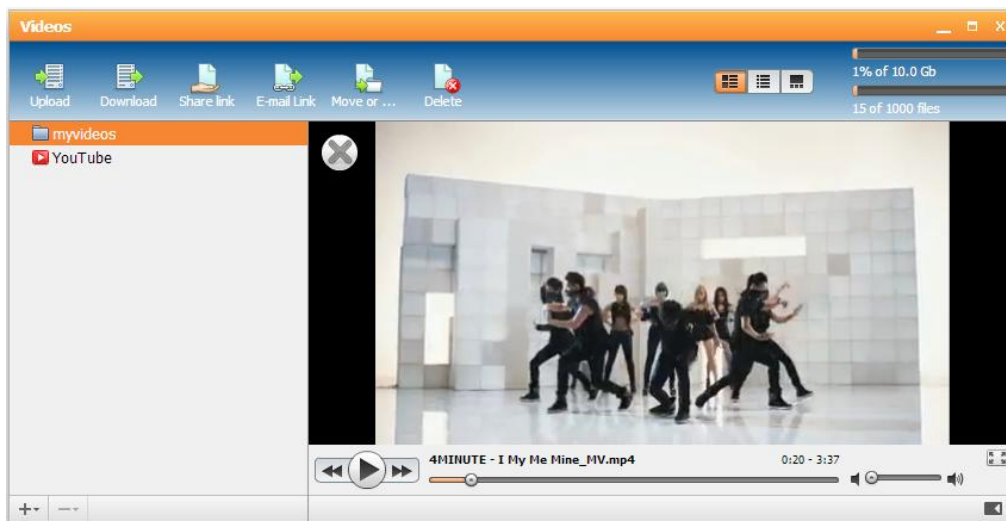 Videos
Upload
Download
Share link
E-mail Link
Move or ...
Delete
1% of 10.0 Gb
15 of 1000 files
myvideos
YouTube
4MINUTE - I My Me Mine_MV.mp4
0:20 - 3:37